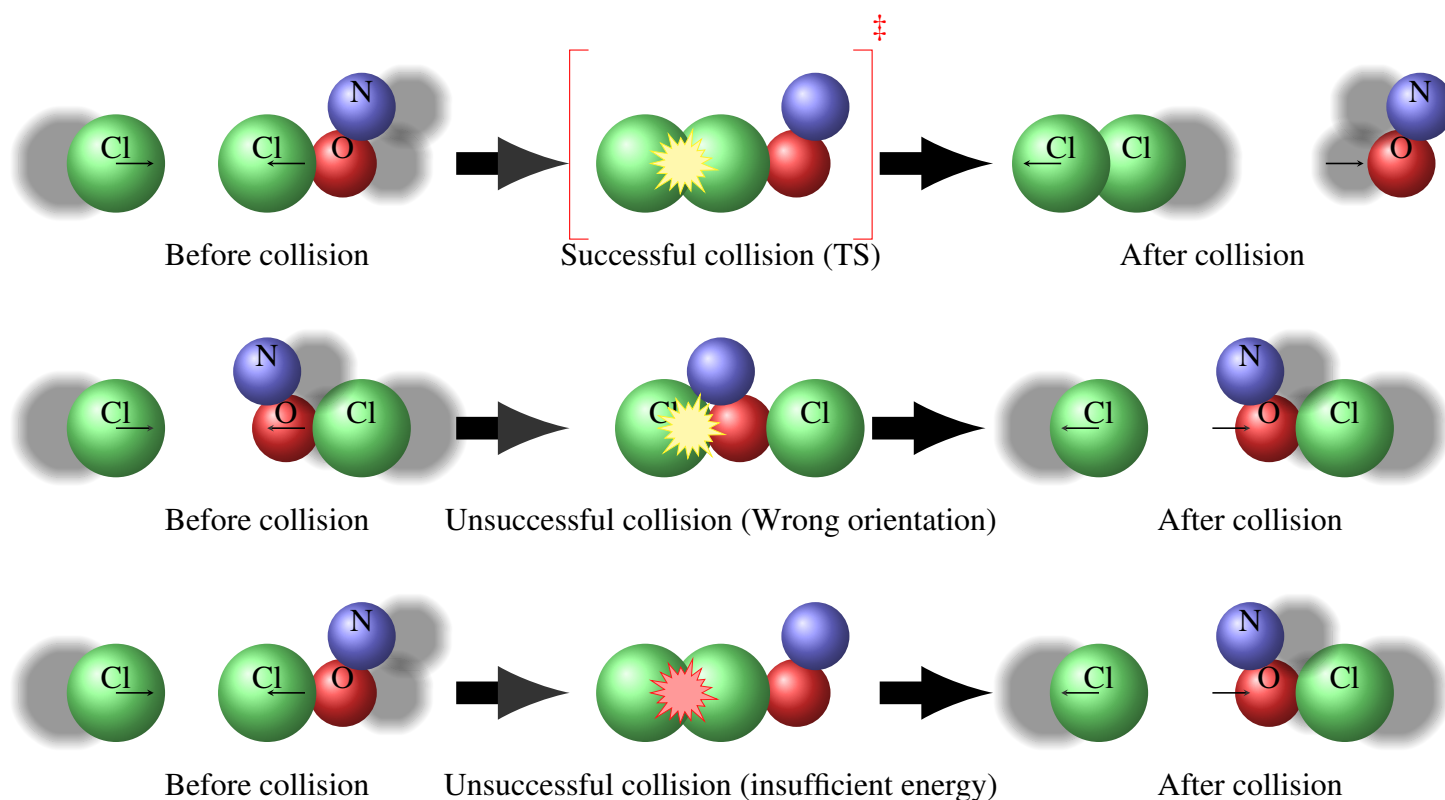 ‡
N
Cl Cl O Cl Cl N O
Before collision Successful collision (TS) After collision
N N
Cl O Cl Cl Cl Cl O Cl
Before collision Unsuccessful collision (Wrong orientation) After collision
N N
Cl Cl O Cl O Cl
Before collision Unsuccessful collision (insufficient energy) After collision